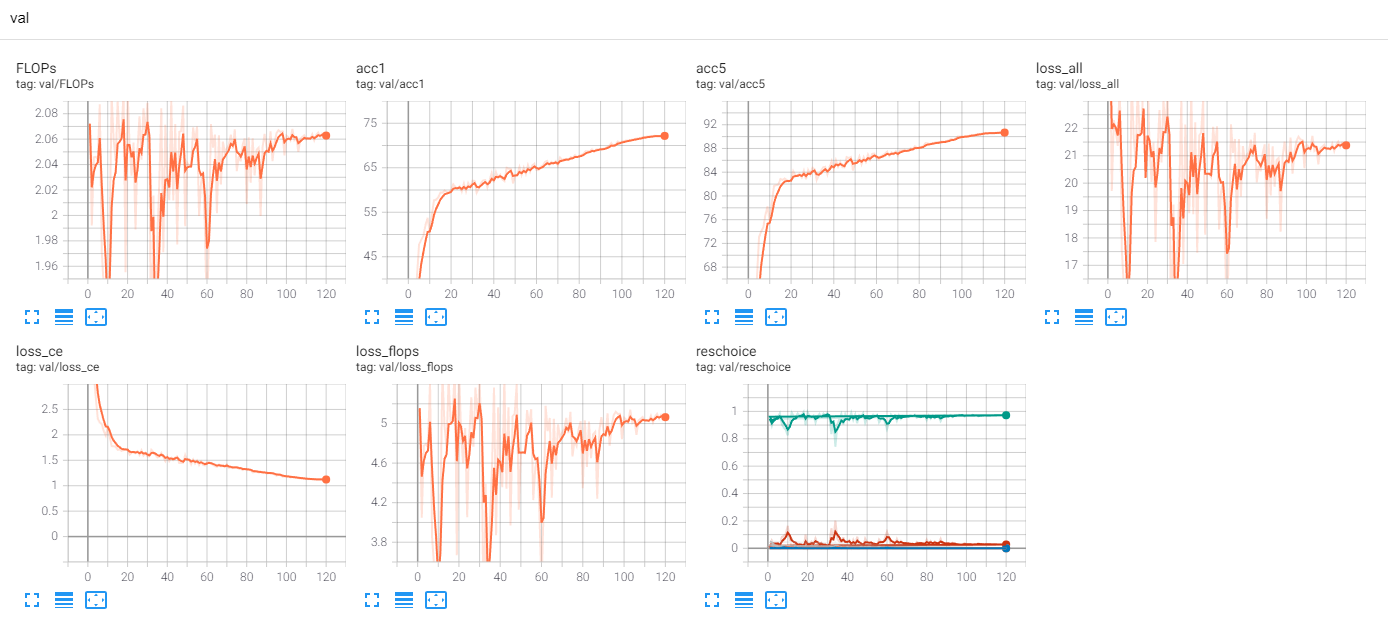 val
FLOPs
tag: val/FLOPs
2.08
2.06
2.04
2.02
2
1.98
1.96
0 20 40 60 80 100 120
acc1
tag: val/acc1
75
65
55
45
0 20 40 60 80 100 120
acc5
tag: val/acc5
92
88
84
80
76
72
68
0 20 40 60 80 100 120
loss_all
tag: val/loss_all
22
21
20
19
18
17
0 20 40 60 80 100 120
loss_ce
tag: val/loss_ce
2.5
2
1.5
1
0.5
0
0 20 40 60 80 100 120
loss_flops
tag: val/loss_flops
5
4.6
4.2
3.8
0 20 40 60 80 100 120
reschoice
tag: val/reschoice
1
0.8
0.6
0.4
0.2
0
0 20 40 60 80 100 120